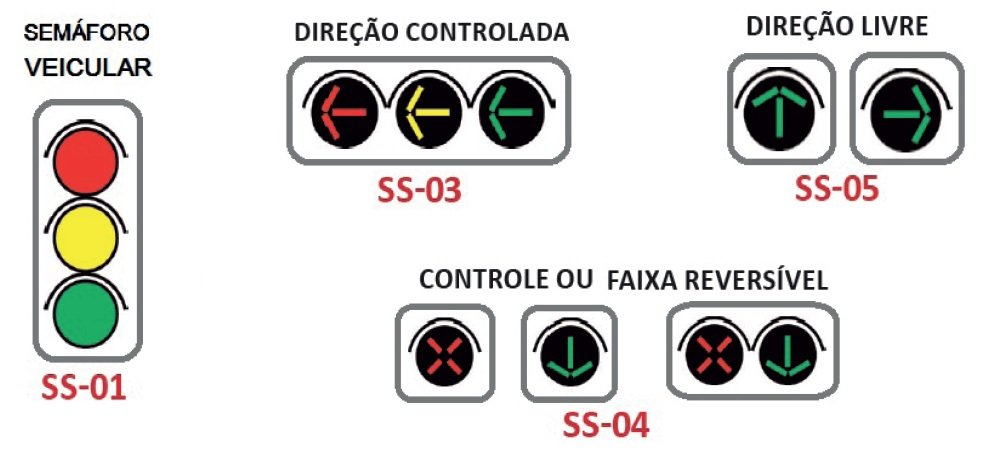 SEMÁFORO
VEICULAR
SS-01
DIREÇÃO CONTROLADA
SS-03
DIREÇÃO LIVRE
SS-05
CONTROLE OU FAIXA REVERSÍVEL
SS-04